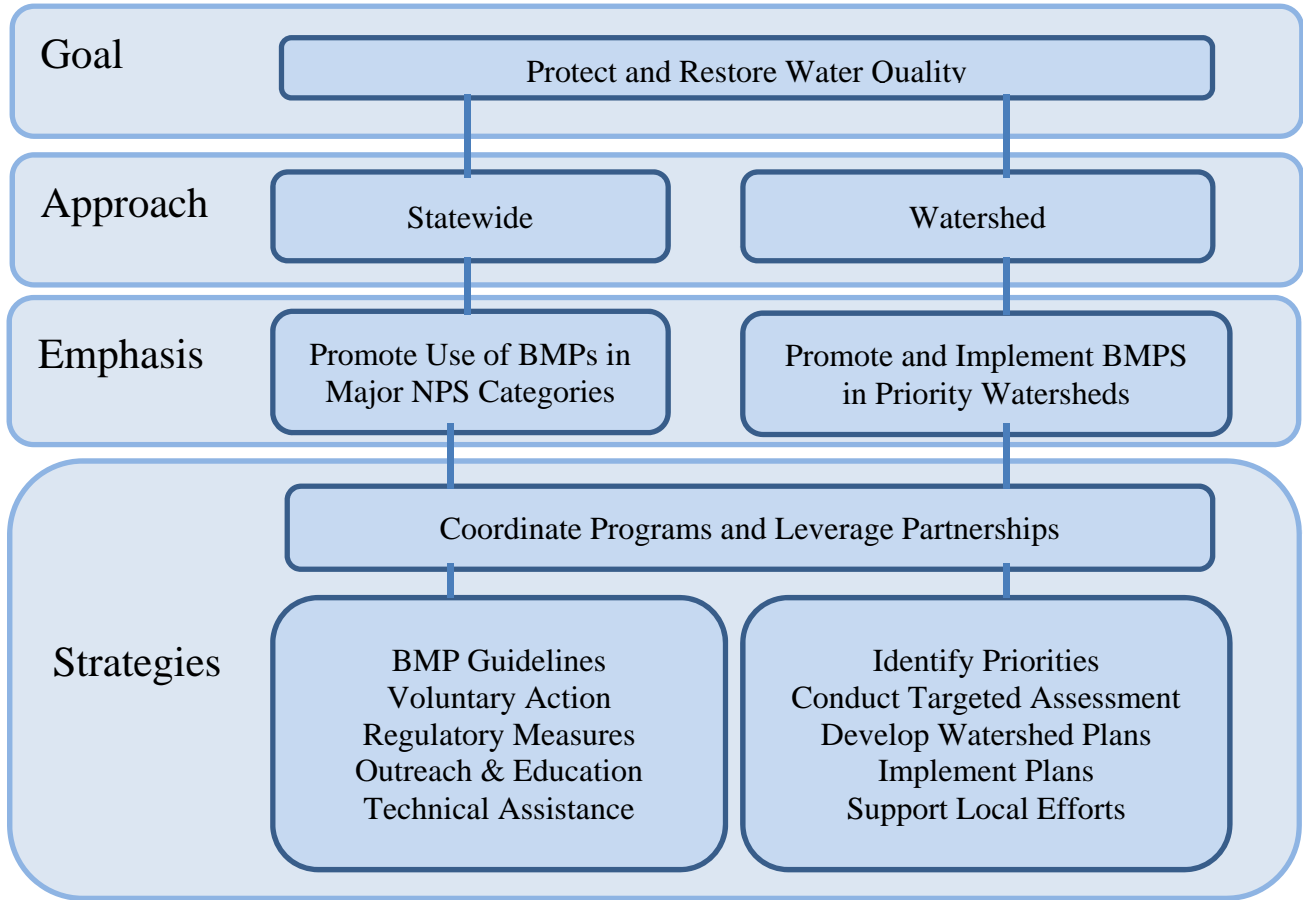 Goal
Protect and Restore Water Quality
Approach
Statewide
Watershed
Emphasis
Promote Use of BMPs in
Major NPS Categories
Promote and Implement BMPS
in Priority Watersheds
Strategies
Coordinate Programs and Leverage Partnerships
BMP Guidelines
Voluntary Action
Regulatory Measures
Outreach & Education
Technical Assistance
Identify Priorities
Conduct Targeted Assessment
Develop Watershed Plans
Implement Plans
Support Local Efforts